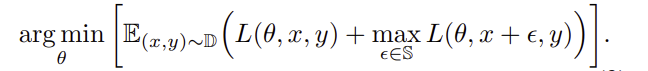 arg min_θ [𝔼_{(x,y)∼𝔻} (L(θ, x, y) + max_{ϵ∈𝕊} L(θ, x + ϵ, y))].